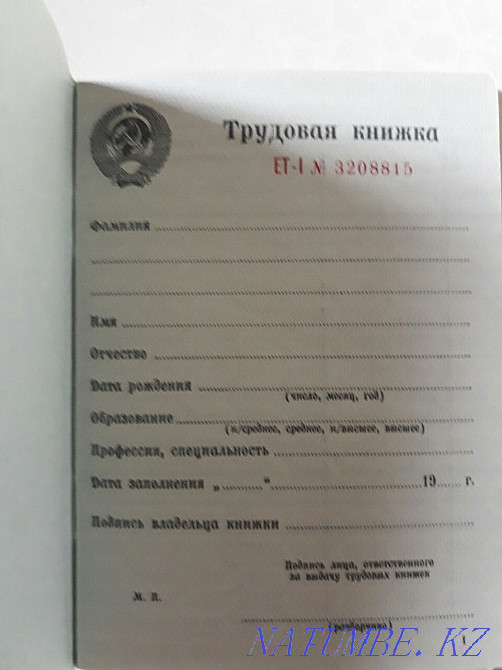 Трудовая книжка
ЕТ-I № 3208815
Фамилия
Имя
Отчество
Дата рождения
(число, месяц, год)
Образование
(н/среднее, среднее, н/высшее, высшее)
Профессия, специальность
Дата заполнения „ “ 19 г.
Подпись владельца книжки
Подпись лица, ответственного
за выдачу трудовых книжек
М. П.
(разборчиво)
1
NATUMBE.KZ